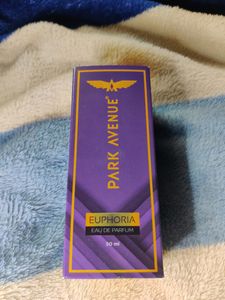 PARK AVENUE
EUPHORIA
EAU DE PARFUM
50 ml